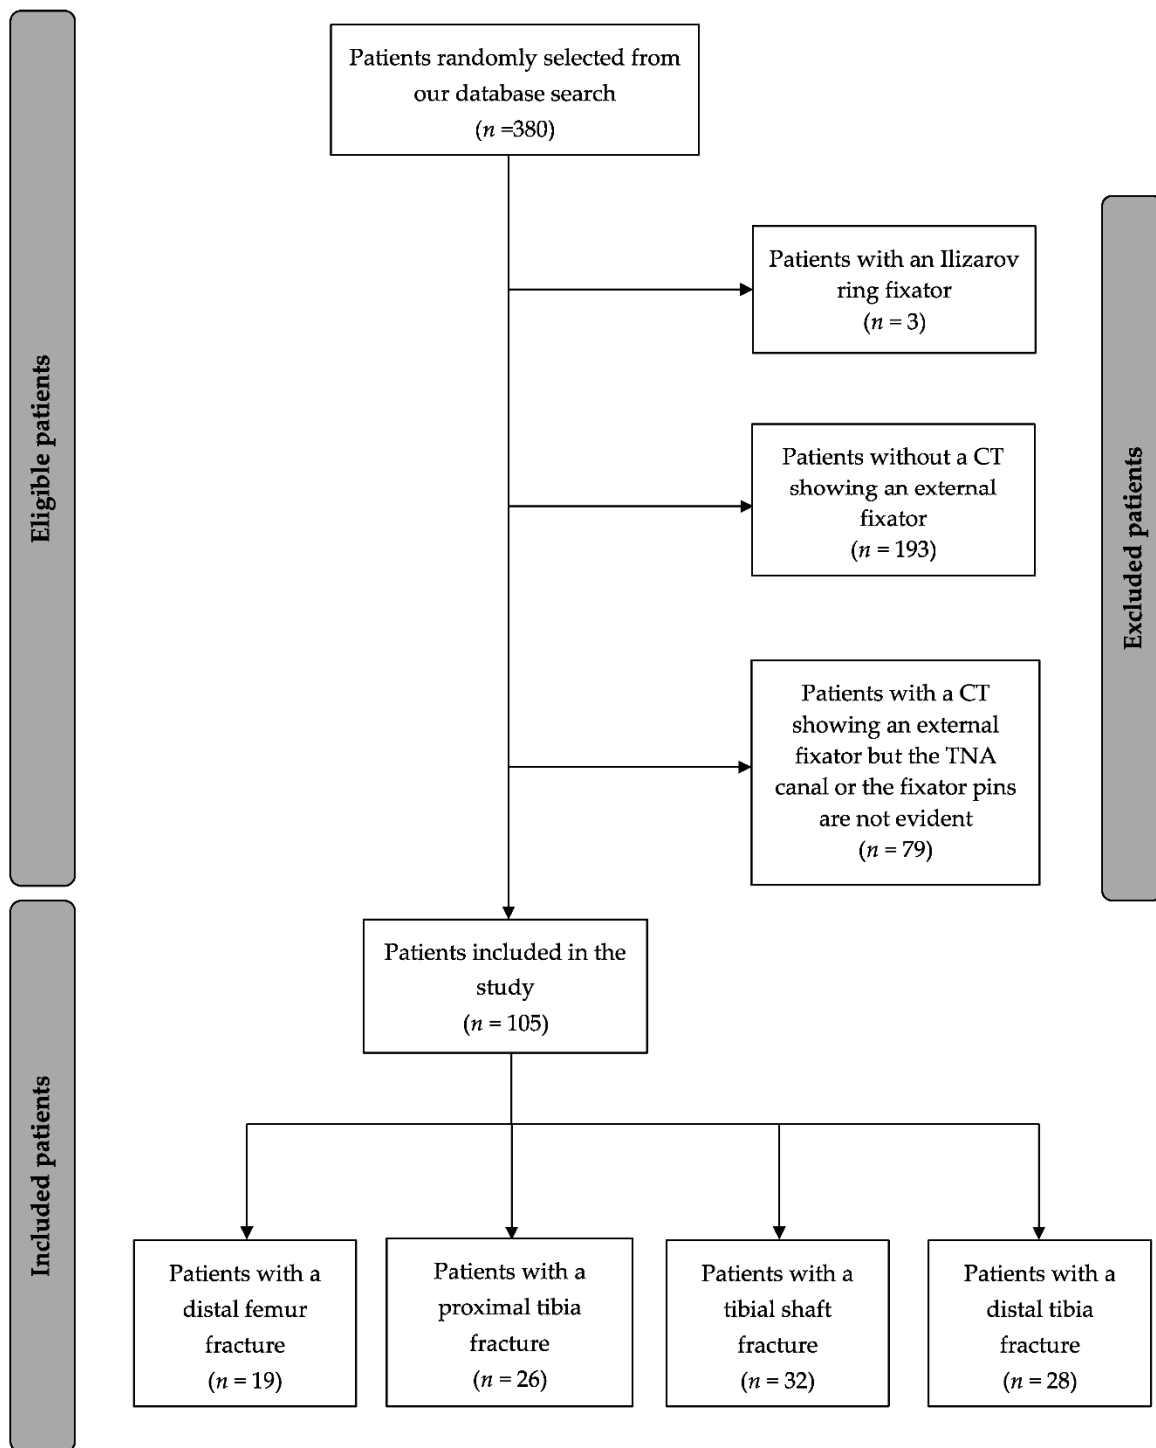 Eligible patients
Patients randomly selected from
our database search
(n =380)
Excluded patients
Patients with an Ilizarov
ring fixator
(n = 3)
Patients without a CT
showing an external
fixator
(n = 193)
Patients with a CT
showing an external
fixator but the TNA
canal or the fixator pins
are not evident
(n = 79)
Included patients
Patients included in the
study
(n = 105)
Patients with a
distal femur
fracture
(n = 19)
Patients with a
proximal tibia
fracture
(n = 26)
Patients with a
tibial shaft
fracture
(n = 32)
Patients with a
distal tibia
fracture
(n = 28)